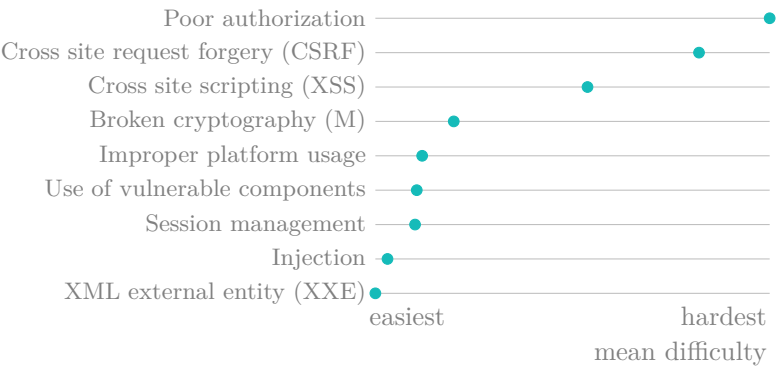 Poor authorization
Cross site request forgery (CSRF)
Cross site scripting (XSS)
Broken cryptography (M)
Improper platform usage
Use of vulnerable components
Session management
Injection
XML external entity (XXE)
easiest hardest
mean difficulty